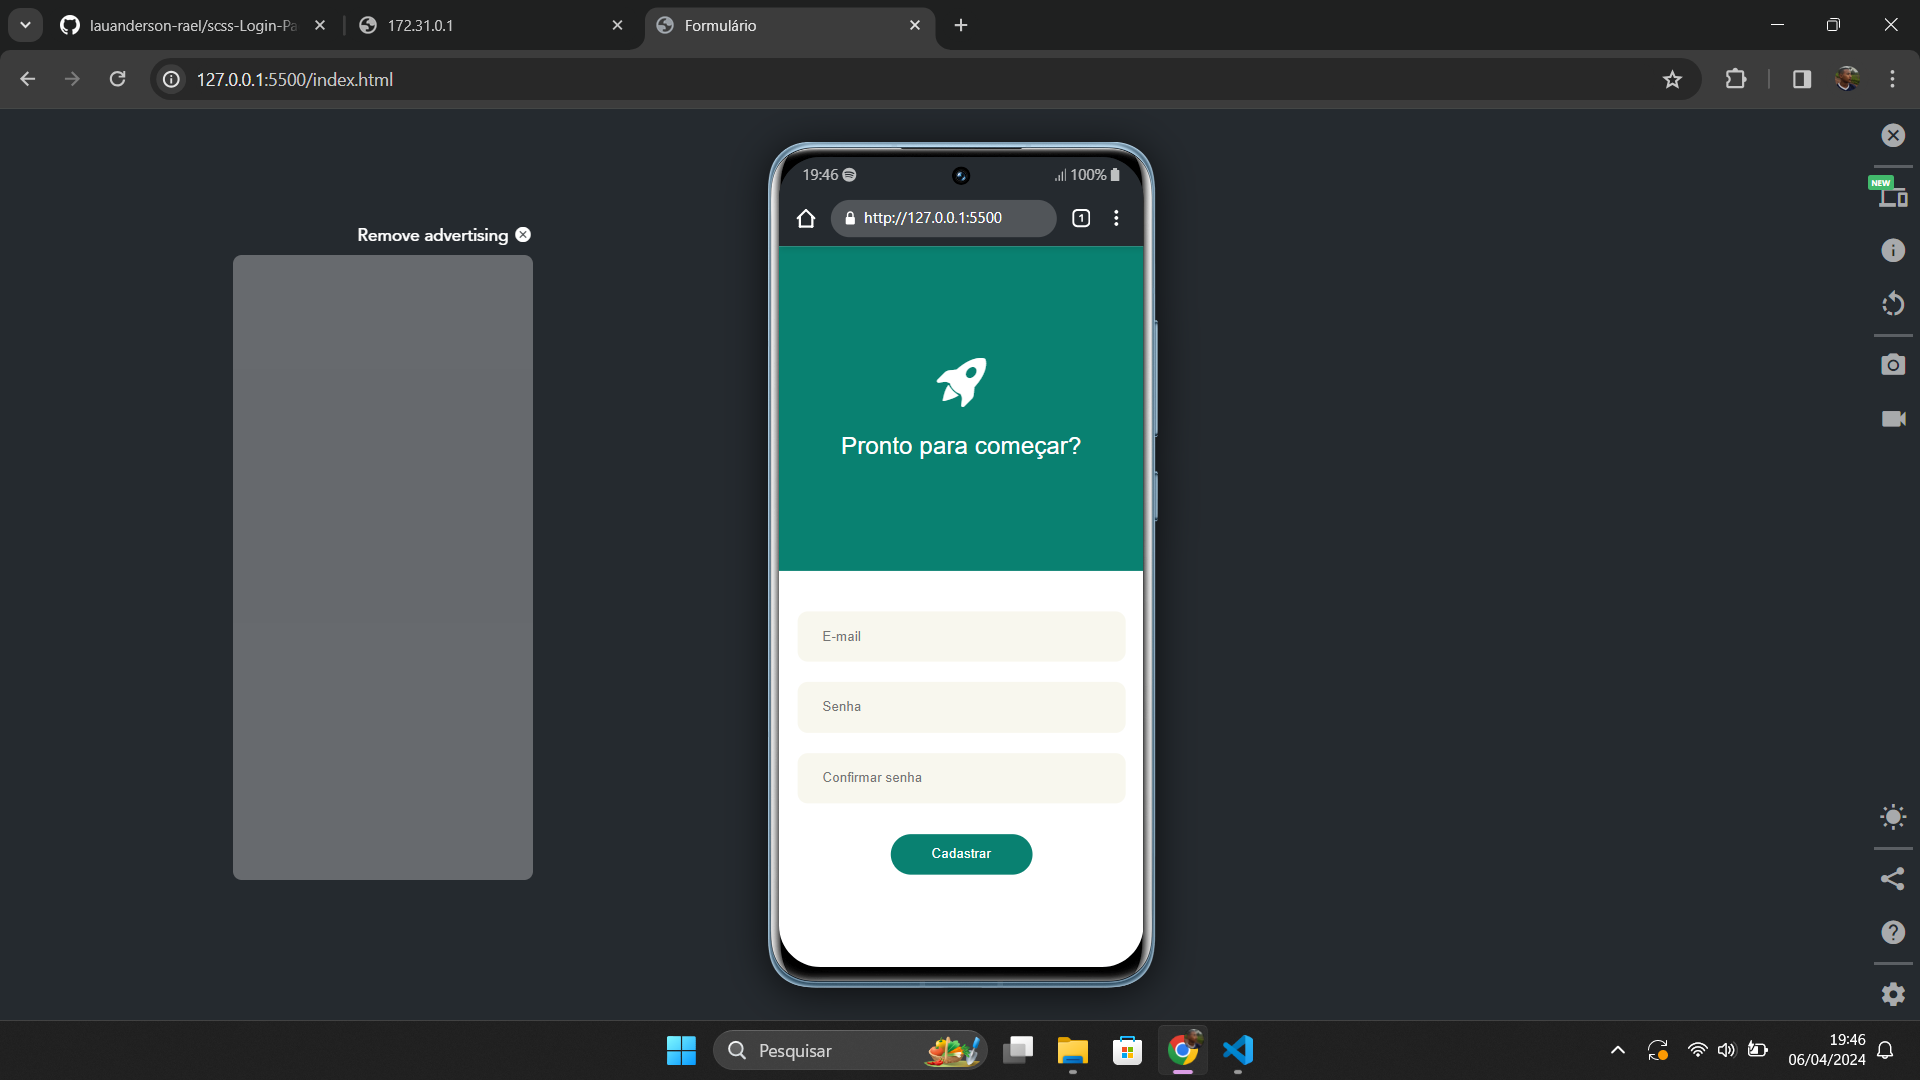 lauanderson-rael/scss-Login-Pa
172.31.0.1
Formulário
127.0.0.1:5500/index.html
Remove advertising
NEW
19:46
100%
http://127.0.0.1:5500
1
Pronto para começar?
E-mail
Senha
Confirmar senha
Cadastrar
Pesquisar
19:46
06/04/2024